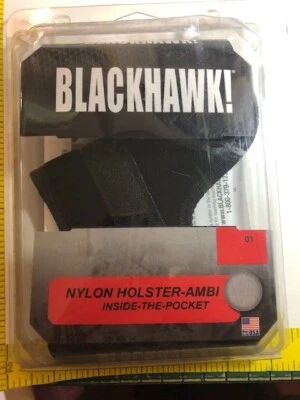 BLACKHAWK!
01
NYLON HOLSTER-AMBI
INSIDE-THE-POCKET